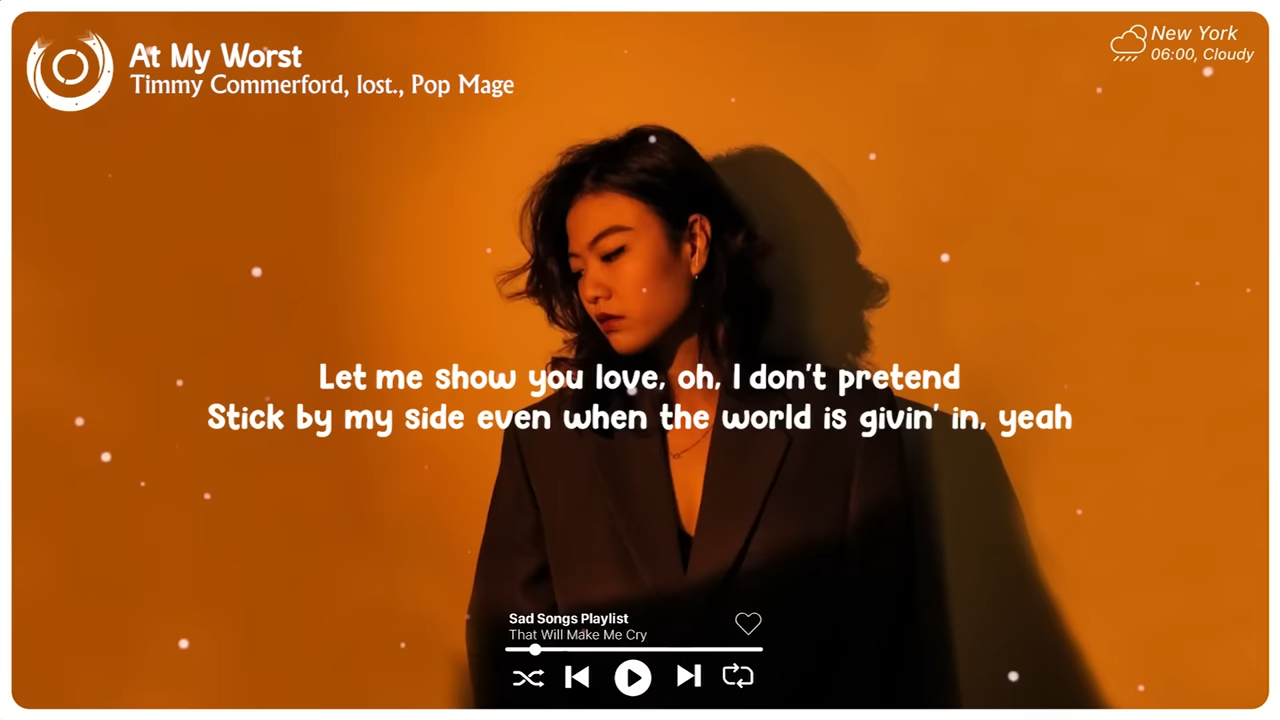 At My Worst
Timmy Commerford, lost., Pop Mage
New York
06:00, Cloudy
Let me show you love, oh, I don't pretend
Stick by my side even when the world is givin' in, yeah
Sad Songs Playlist
That Will Make Me Cry